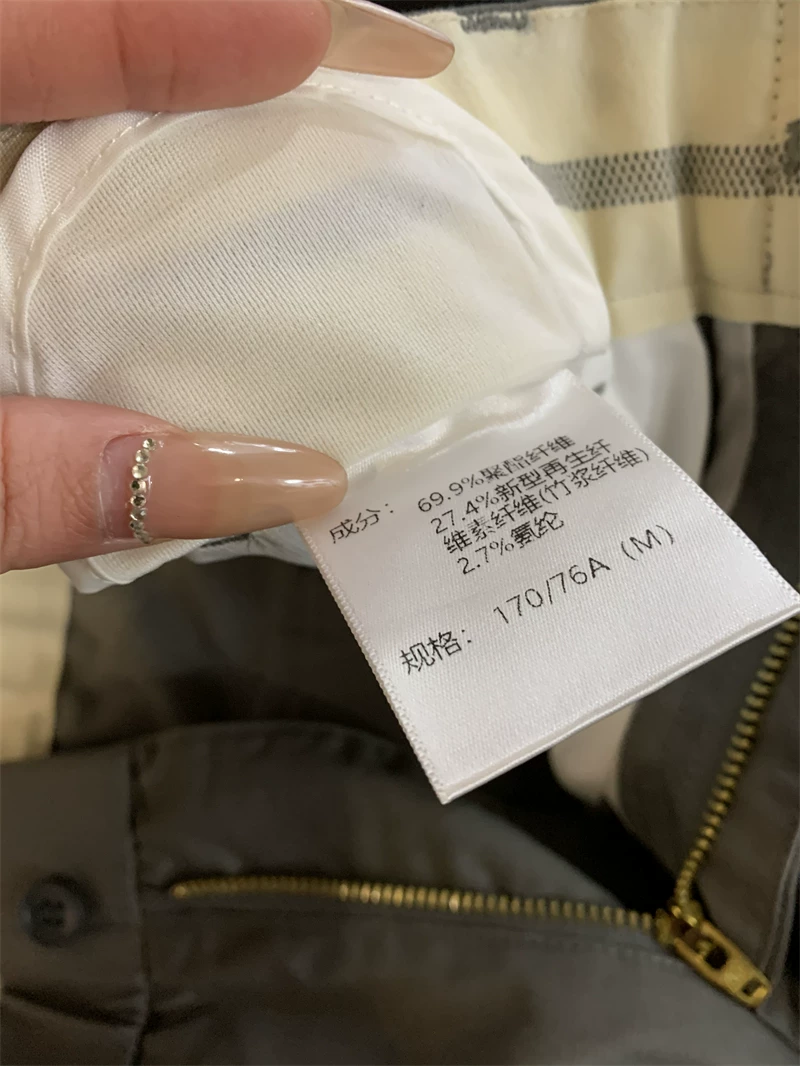 成分： 69.9%聚酯纤维
27.4%新型再生纤
维素纤维(竹浆纤维)
2.7%氨纶
规格： 170/76A (M)